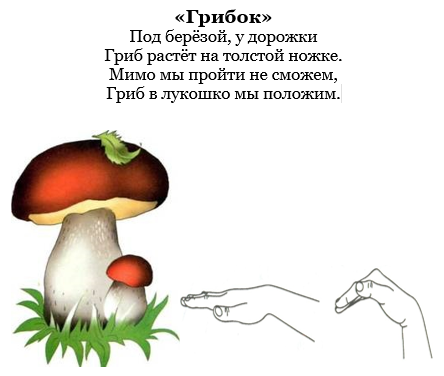 «Грибок»
Под берёзой, у дорожки
Гриб растёт на толстой ножке.
Мимо мы пройти не сможем,
Гриб в лукошко мы положим.